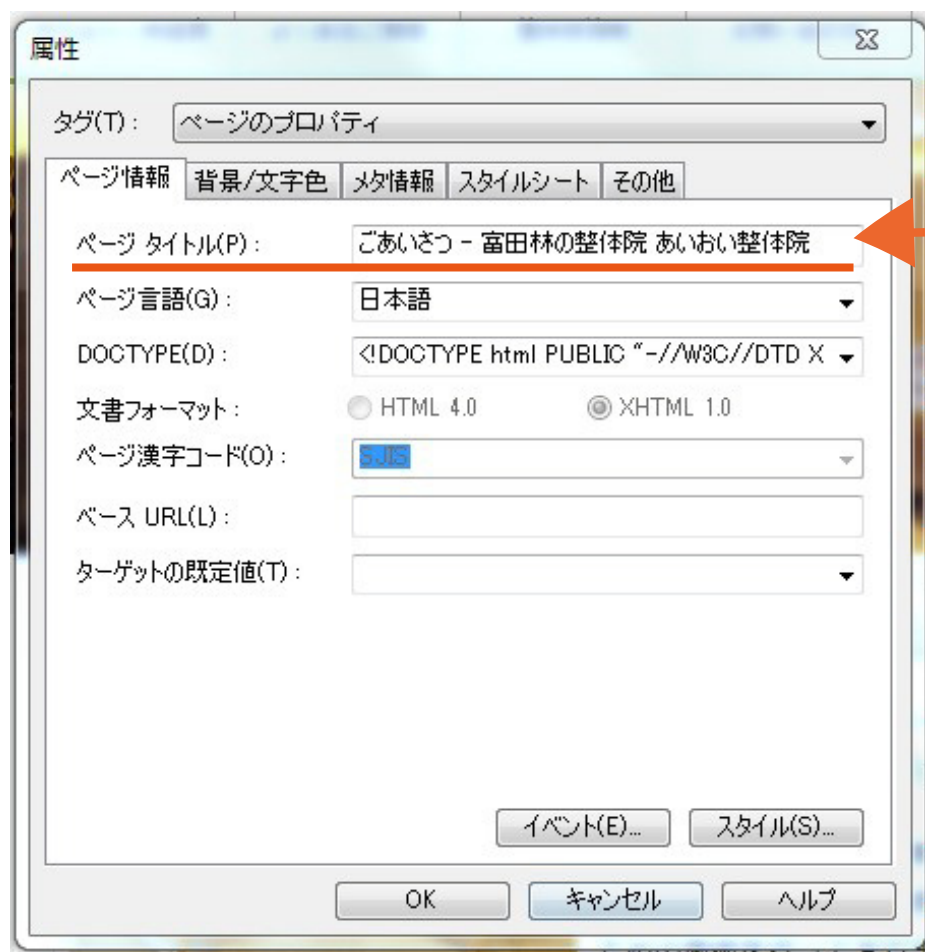 属性
タグ(T): ページのプロパティ
ページ情報 背景/文字色 メタ情報 スタイルシート その他
ページ タイトル(P): ごあいさつ - 富田林の整体院 あいおい整体院
ページ言語(G): 日本語
DOCTYPE(D): <!DOCTYPE html PUBLIC "-//W3C//DTD X
文書フォーマット: HTML 4.0 XHTML 1.0
ページ漢字コード(O): SJIS
ベース URL(L):
ターゲットの既定値(T):
イベント(E)... スタイル(S)...
OK キャンセル ヘルプ